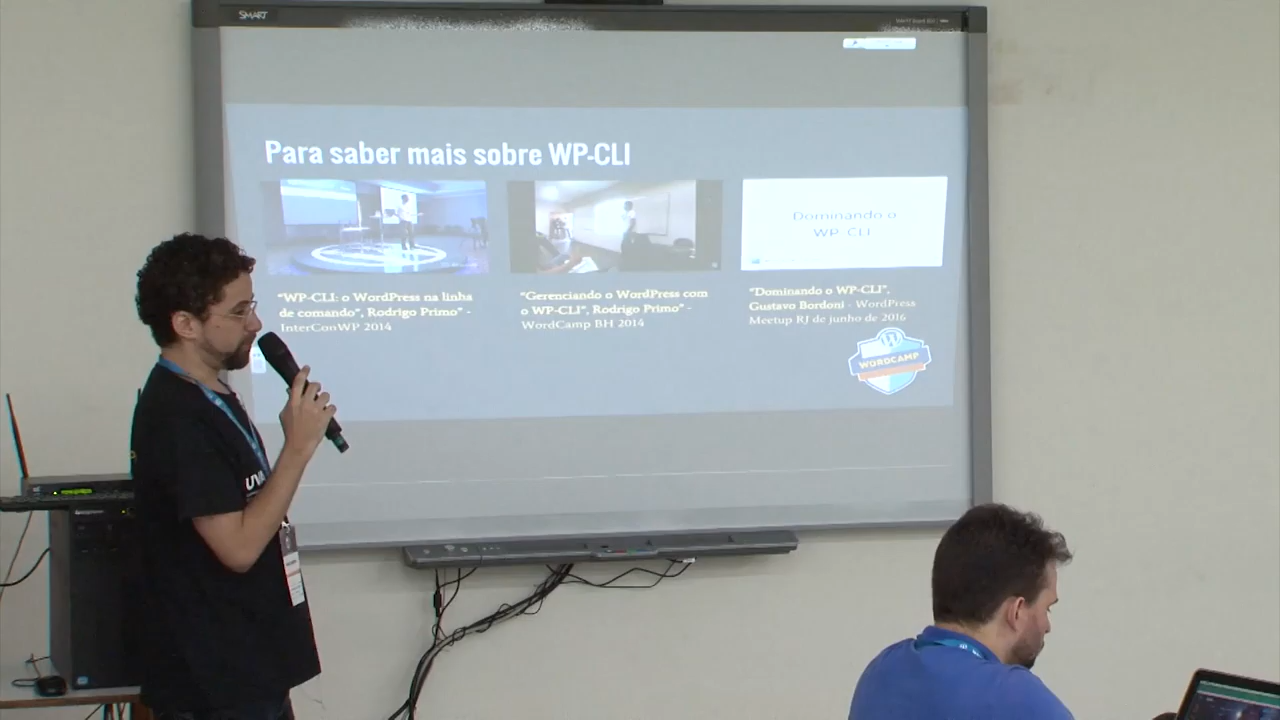 SMART
Para saber mais sobre WP-CLI
Dominando o
WP-CLI
“WP-CLI: o WordPress na linha
de comando”, Rodrigo Primo” -
InterConWP 2014
“Gerenciando o WordPress com
o WP-CLI”, Rodrigo Primo” -
WordCamp BH 2014
“Dominando o WP-CLI”,
Gustavo Bordoni - WordPress
Meetup RJ de junho de 2016
WORDCAMP